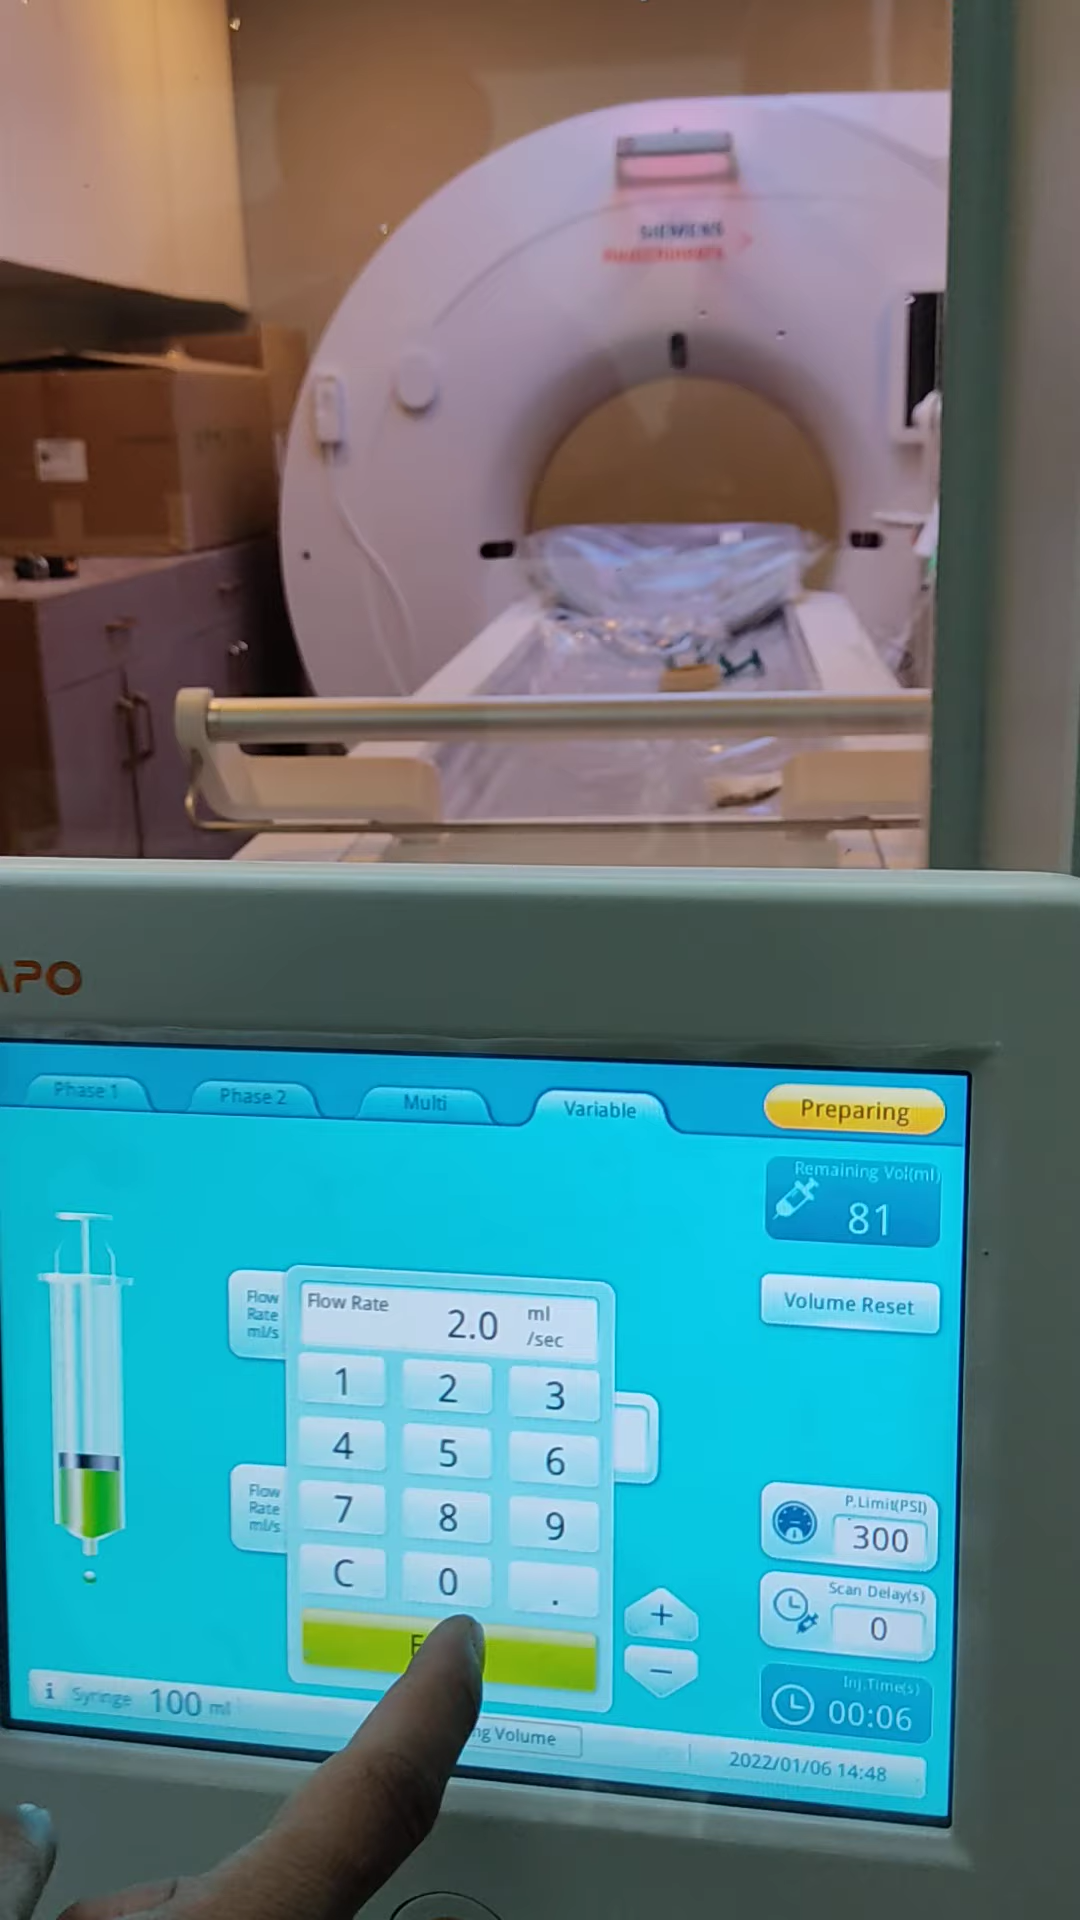 SIEMENS
Healthineers
APO
Phase 1
Phase 2
Multi
Variable
Preparing
Remaining Vol(ml)
81
Volume Reset
Flow
Rate
ml/s
Flow Rate
2.0
ml
/sec
1
2
3
4
5
6
7
8
9
C
0
.
Flow
Rate
ml/s
E
+
−
P.Limit(PSI)
300
Scan Delay(s)
0
Inj.Time(s)
00:06
i Syringe 100 ml
ng Volume
2022/01/06 14:48